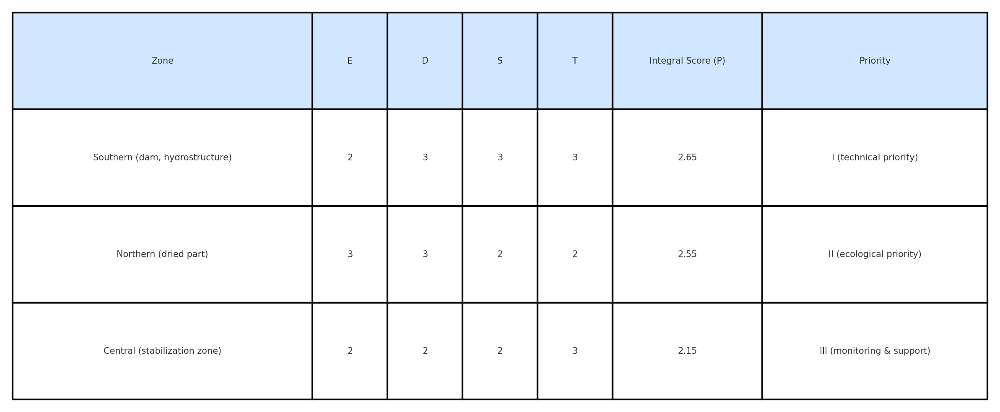 Zone E D S T Integral Score (P) Priority
Southern (dam, hydrostructure) 2 3 3 3 2.65 I (technical priority)
Northern (dried part) 3 3 2 2 2.55 II (ecological priority)
Central (stabilization zone) 2 2 2 3 2.15 III (monitoring & support)